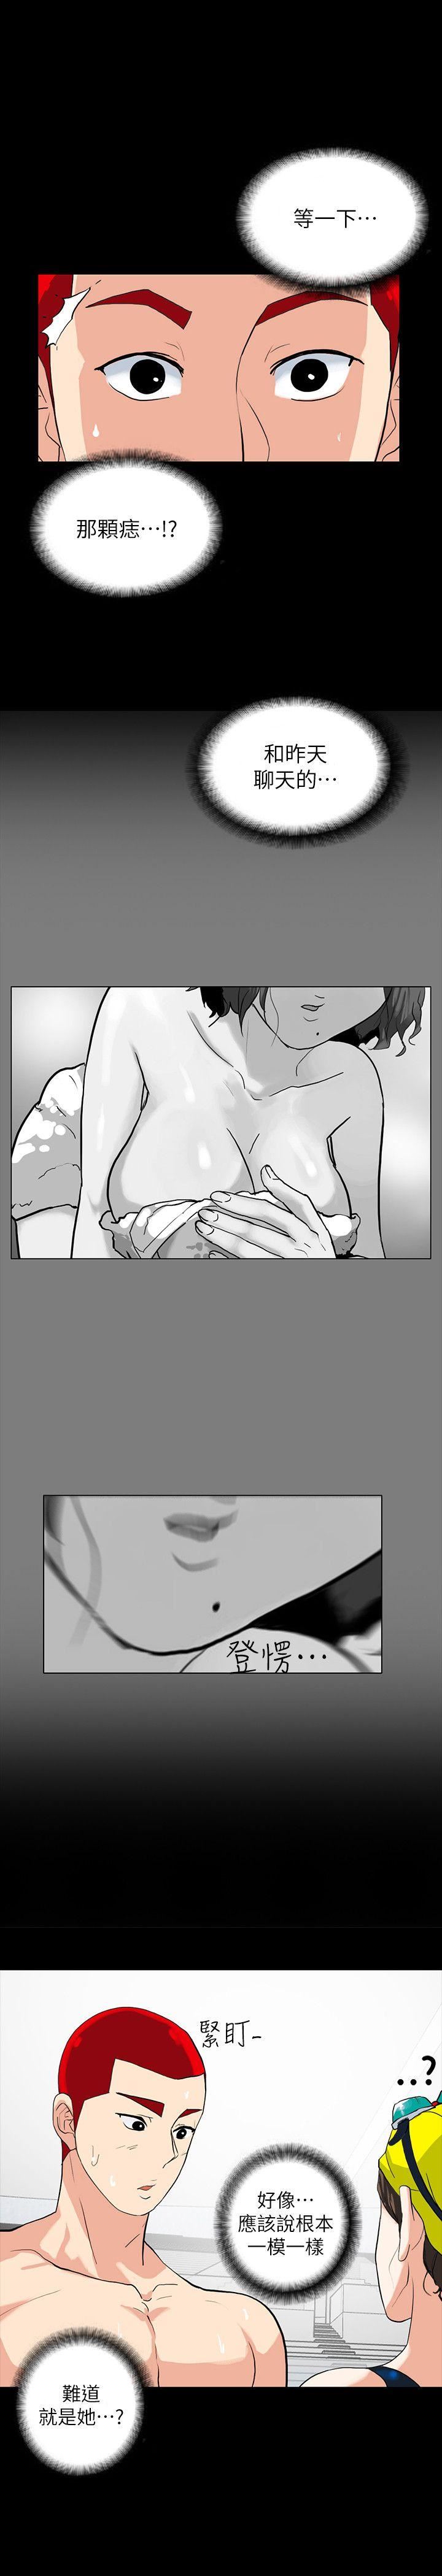 等一下…
那顆痣…!?
和昨天
聊天的…
登愣…
緊盯-
..?
好像…
應該說根本
一模一樣
難道
就是她…?